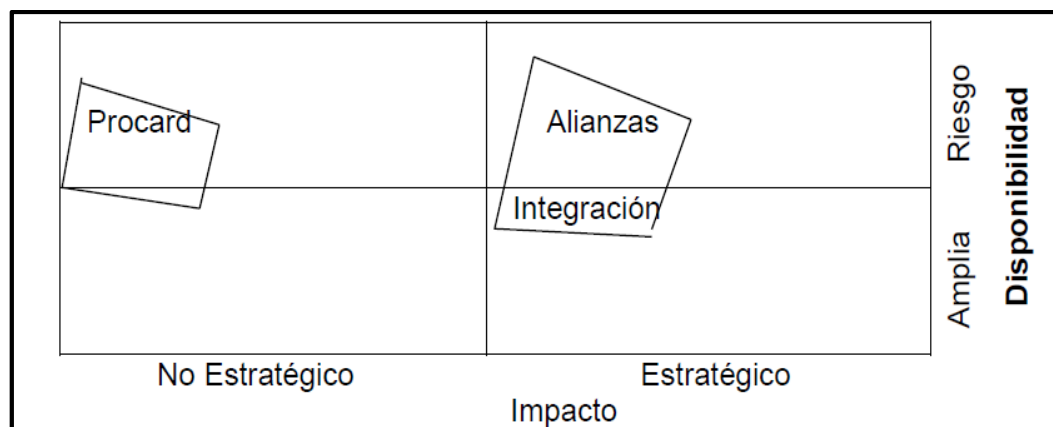 Procard
Alianzas
Integración
Riesgo
Amplia
Disponibilidad
No Estratégico
Estratégico
Impacto